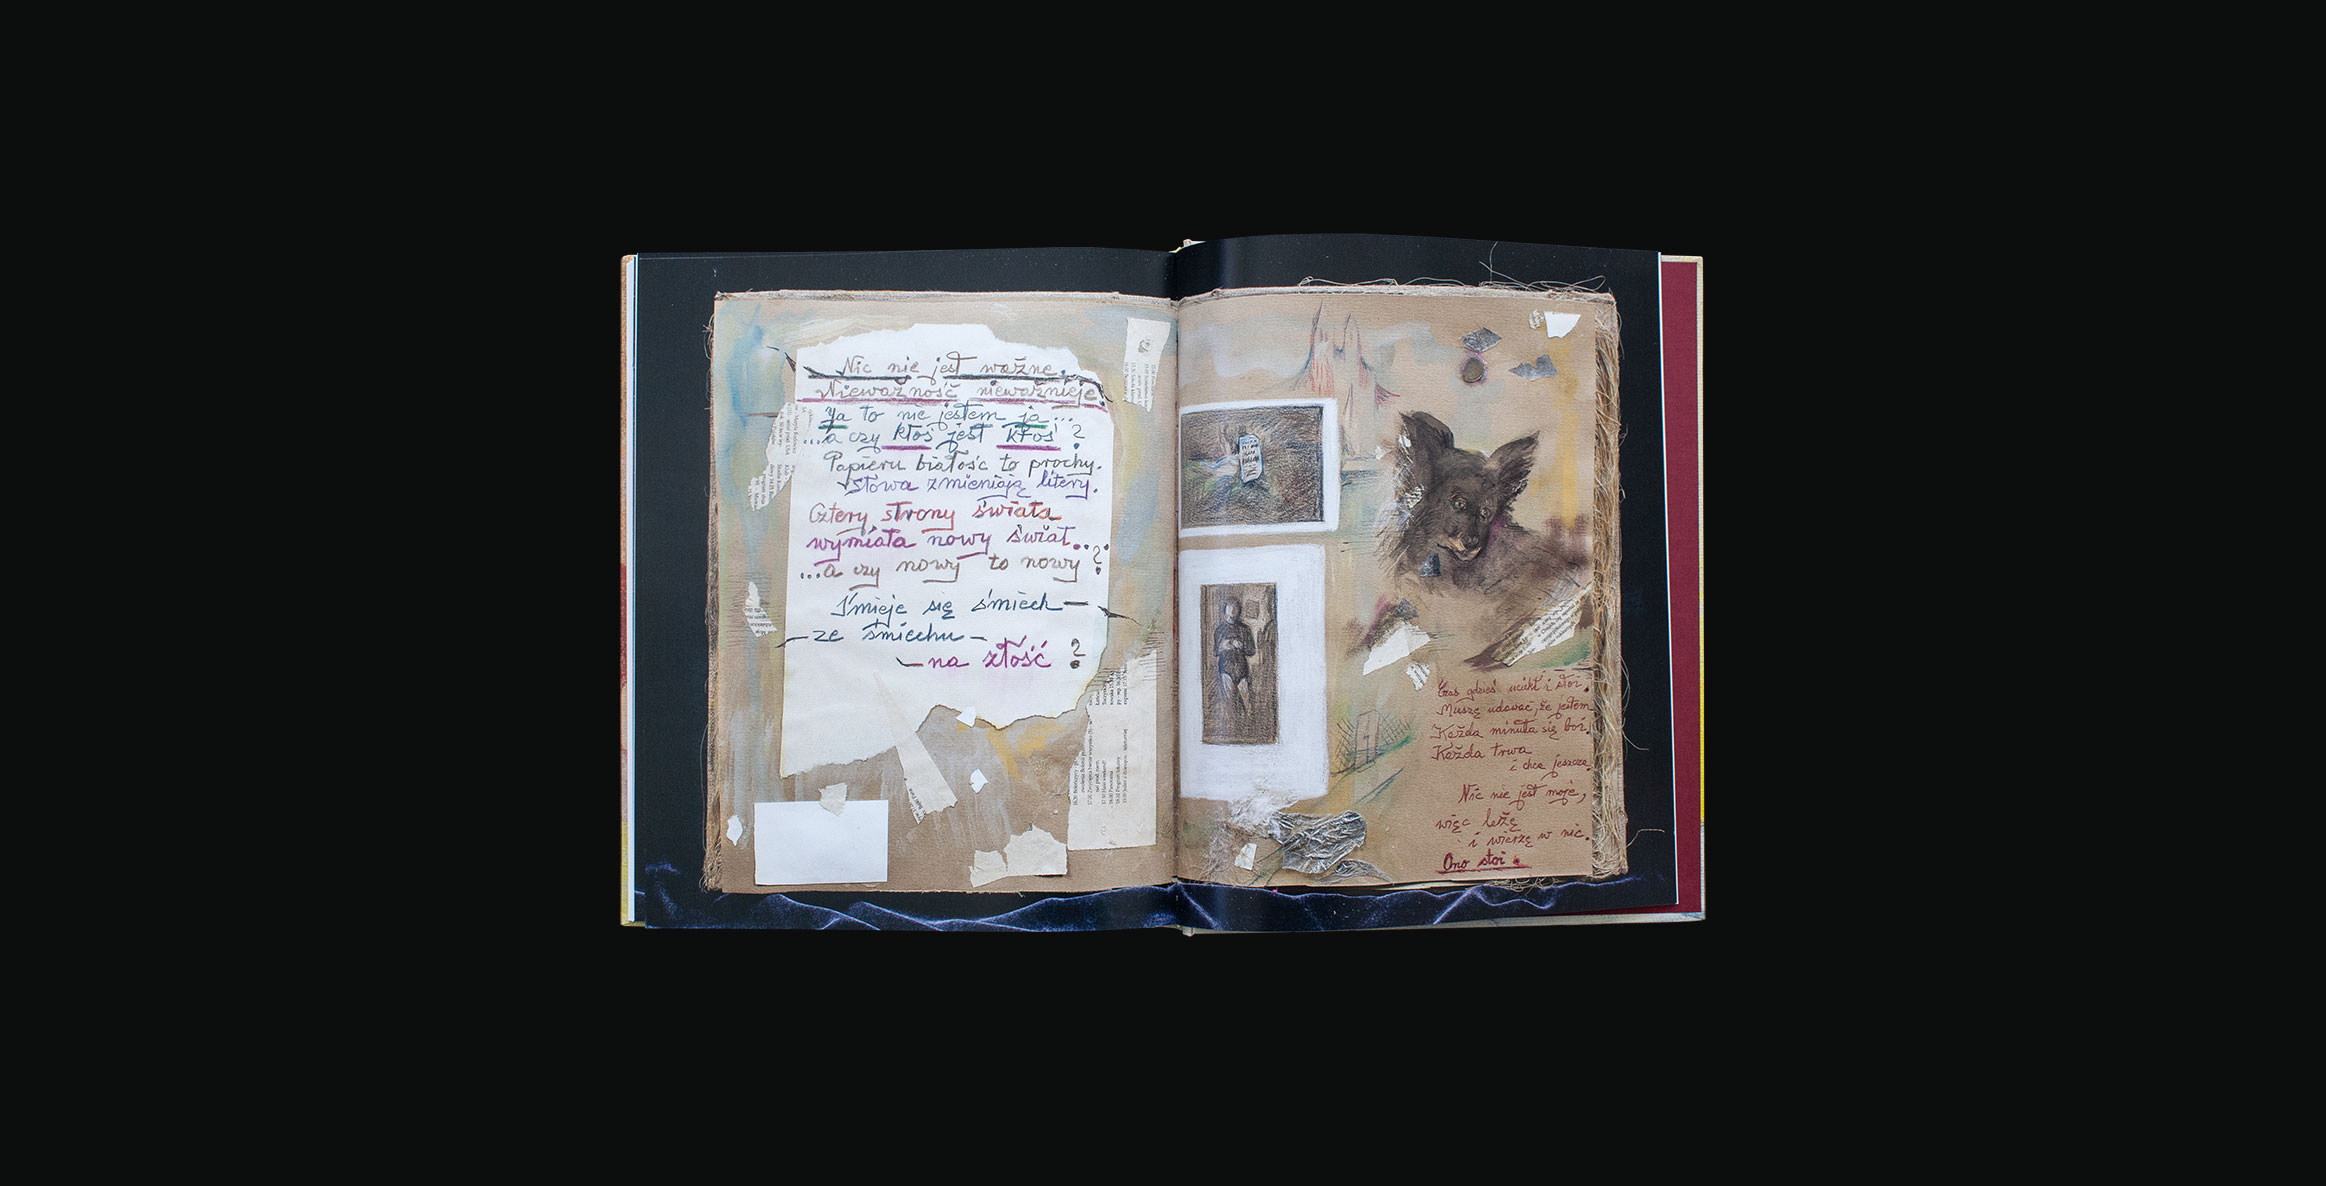 Nic nie jest ważne.
Nieważność nieważnieje.
Ja to nie jestem ja...
...a czy ktoś jest ktoś?
Papieru białość to prochy.
słowa zmieniają litery.
Cztery strony świata
wymiata nowy świat...
...a czy nowy to nowy?
Śmieje się śmiech —
— ze śmiechu —
— na złość?
Czas gdzieś uciekł i stoi.
Muszę udawać, że jestem
Każda minuta się boi.
Każda trwa
i chce jeszcze.
Nic nie jest moje,
więc leżę
i wierzę w nic.
Ono stoi.